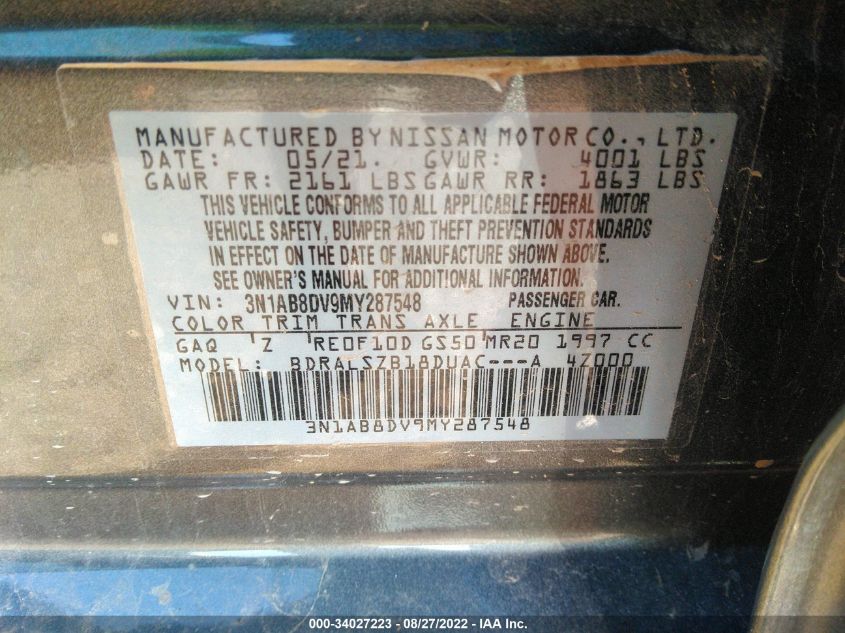 MANUFACTURED BY NISSAN MOTOR CO., LTD.
DATE: 05/21. GVWR: 4001 LBS
GAWR FR: 2161 LBS GAWR RR: 1863 LBS
THIS VEHICLE CONFORMS TO ALL APPLICABLE FEDERAL MOTOR
VEHICLE SAFETY, BUMPER AND THEFT PREVENTION STANDARDS
IN EFFECT ON THE DATE OF MANUFACTURE SHOWN ABOVE.
SEE OWNER'S MANUAL FOR ADDITIONAL INFORMATION.
VIN: 3N1AB8DV9MY287548 PASSENGER CAR.
COLOR TRIM TRANS AXLE ENGINE
GAQ 'Z 'RE0F10D GS50 'MR20 1997 CC
MODEL: BDRALSZB18DUAC---A 4Z000
3N1AB8DV9MY287548
000-34027223 - 08/27/2022 - © IAA Inc.